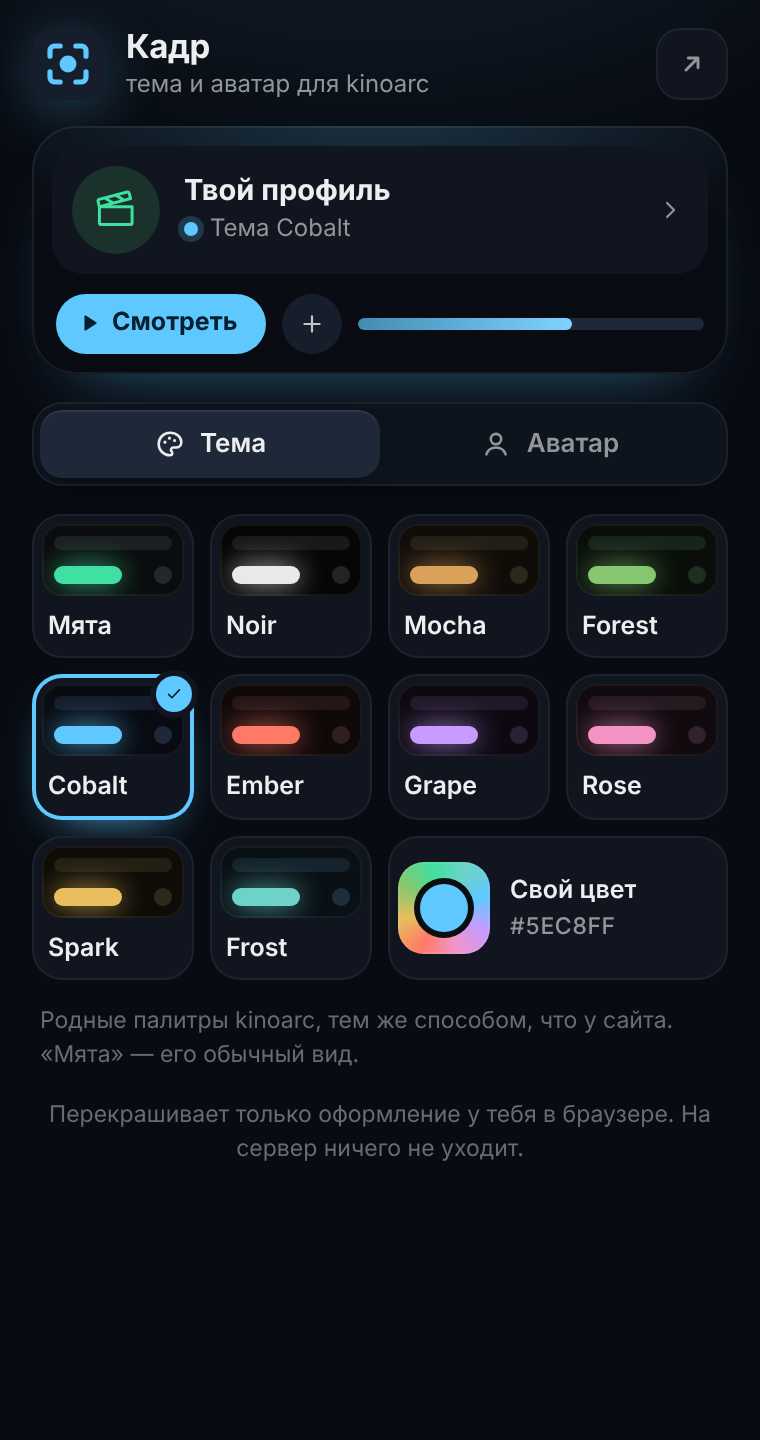 Кадр
тема и аватар для kinoarc
Твой профиль
Тема Cobalt
Смотреть
Тема
Аватар
Мята
Noir
Mocha
Forest
Cobalt
Ember
Grape
Rose
Spark
Frost
Свой цвет
#5EC8FF
Родные палитры kinoarc, тем же способом, что у сайта.
«Мята» — его обычный вид.
Перекрашивает только оформление у тебя в браузере. На
сервер ничего не уходит.